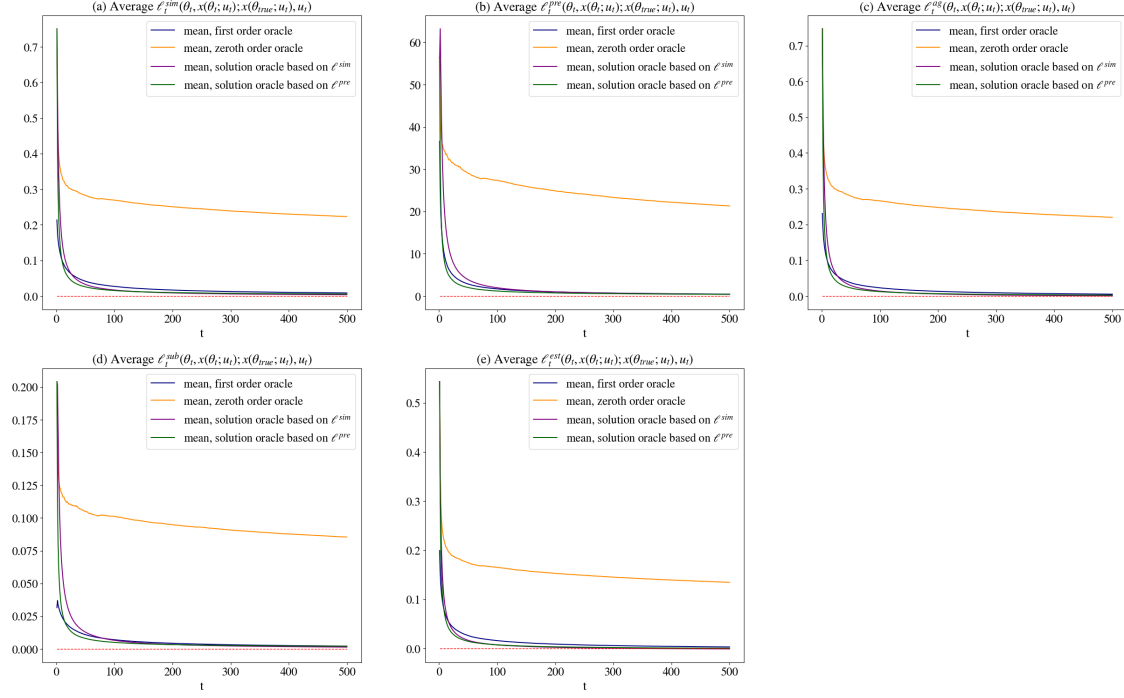 (a) Average ℓ_t^{sim}(θ_t, x(θ_t; u_t); x(θ_{true}; u_t), u_t)
mean, first order oracle
mean, zeroth order oracle
mean, solution oracle based on ℓ^{sim}
mean, solution oracle based on ℓ^{pre}
0.7
0.6
0.5
0.4
0.3
0.2
0.1
0.0
0 100 200 300 400 500
t
(b) Average ℓ_t^{pre}(θ_t, x(θ_t; u_t); x(θ_{true}; u_t), u_t)
mean, first order oracle
mean, zeroth order oracle
mean, solution oracle based on ℓ^{sim}
mean, solution oracle based on ℓ^{pre}
60
50
40
30
20
10
0
0 100 200 300 400 500
t
(c) Average ℓ_t^{ag}(θ_t, x(θ_t; u_t); x(θ_{true}; u_t), u_t)
mean, first order oracle
mean, zeroth order oracle
mean, solution oracle based on ℓ^{sim}
mean, solution oracle based on ℓ^{pre}
0.7
0.6
0.5
0.4
0.3
0.2
0.1
0.0
0 100 200 300 400 500
t
(d) Average ℓ_t^{sub}(θ_t, x(θ_t; u_t); x(θ_{true}; u_t), u_t)
mean, first order oracle
mean, zeroth order oracle
mean, solution oracle based on ℓ^{sim}
mean, solution oracle based on ℓ^{pre}
0.200
0.175
0.150
0.125
0.100
0.075
0.050
0.025
0.000
0 100 200 300 400 500
t
(e) Average ℓ_t^{est}(θ_t, x(θ_t; u_t); x(θ_{true}; u_t), u_t)
mean, first order oracle
mean, zeroth order oracle
mean, solution oracle based on ℓ^{sim}
mean, solution oracle based on ℓ^{pre}
0.5
0.4
0.3
0.2
0.1
0.0
0 100 200 300 400 500
t